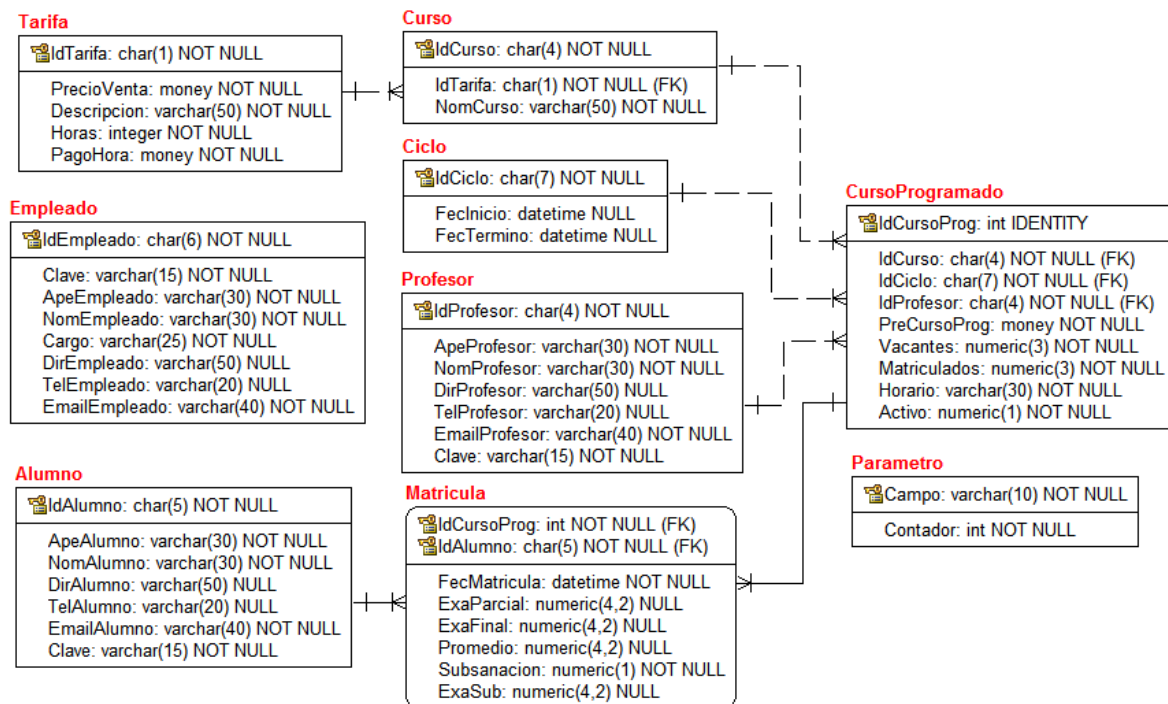 Tarifa
IdTarifa: char(1) NOT NULL
PrecioVenta: money NOT NULL
Descripcion: varchar(50) NOT NULL
Horas: integer NOT NULL
PagoHora: money NOT NULL
Curso
IdCurso: char(4) NOT NULL
IdTarifa: char(1) NOT NULL (FK)
NomCurso: varchar(50) NOT NULL
Ciclo
IdCiclo: char(7) NOT NULL
FecInicio: datetime NULL
FecTermino: datetime NULL
Empleado
IdEmpleado: char(6) NOT NULL
Clave: varchar(15) NOT NULL
ApeEmpleado: varchar(30) NOT NULL
NomEmpleado: varchar(30) NOT NULL
Cargo: varchar(25) NOT NULL
DirEmpleado: varchar(50) NULL
TelEmpleado: varchar(20) NULL
EmailEmpleado: varchar(40) NOT NULL
Profesor
IdProfesor: char(4) NOT NULL
ApeProfesor: varchar(30) NOT NULL
NomProfesor: varchar(30) NOT NULL
DirProfesor: varchar(50) NULL
TelProfesor: varchar(20) NULL
EmailProfesor: varchar(40) NOT NULL
Clave: varchar(15) NOT NULL
CursoProgramado
IdCursoProg: int IDENTITY
IdCurso: char(4) NOT NULL (FK)
IdCiclo: char(7) NOT NULL (FK)
IdProfesor: char(4) NOT NULL (FK)
PreCursoProg: money NOT NULL
Vacantes: numeric(3) NOT NULL
Matriculados: numeric(3) NOT NULL
Horario: varchar(30) NOT NULL
Activo: numeric(1) NOT NULL
Alumno
IdAlumno: char(5) NOT NULL
ApeAlumno: varchar(30) NOT NULL
NomAlumno: varchar(30) NOT NULL
DirAlumno: varchar(50) NULL
TelAlumno: varchar(20) NULL
EmailAlumno: varchar(40) NOT NULL
Clave: varchar(15) NOT NULL
Matricula
IdCursoProg: int NOT NULL (FK)
IdAlumno: char(5) NOT NULL (FK)
FecMatricula: datetime NOT NULL
ExaParcial: numeric(4,2) NULL
ExaFinal: numeric(4,2) NULL
Promedio: numeric(4,2) NULL
Subsanacion: numeric(1) NOT NULL
ExaSub: numeric(4,2) NULL
Parametro
Campo: varchar(10) NOT NULL
Contador: int NOT NULL